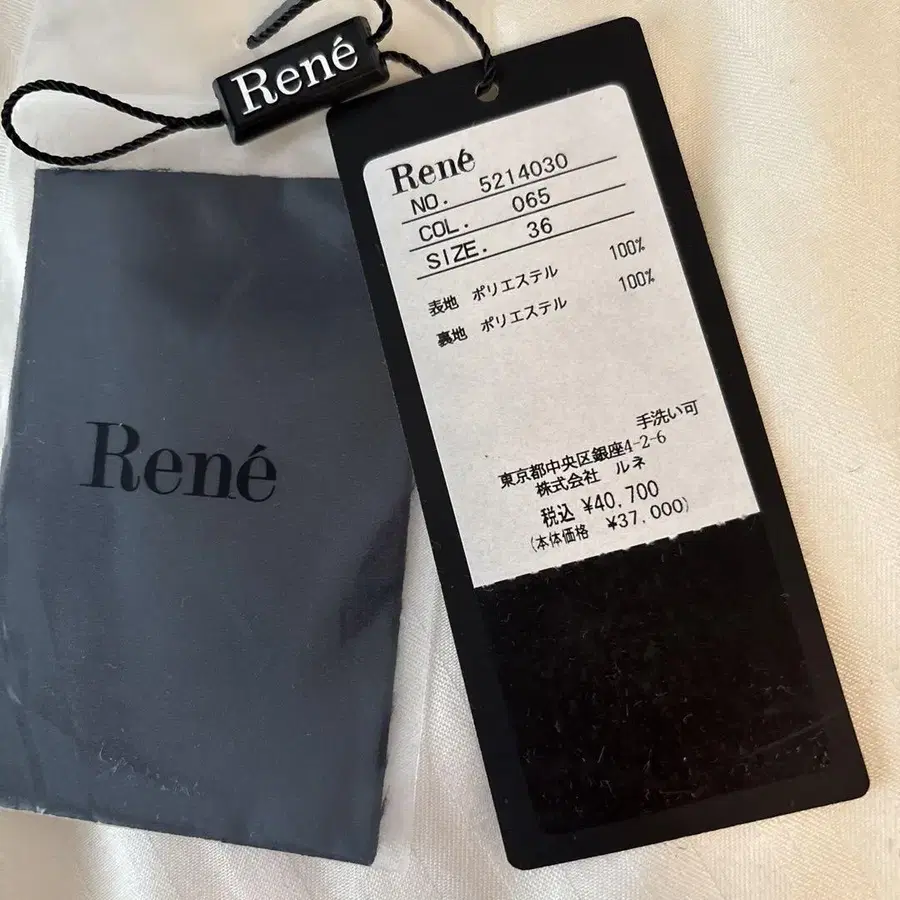 René
René
NO. 5214030
COL. 065
SIZE. 36
表地 ポリエステル 100%
裏地 ポリエステル 100%
手洗い可
東京都中央区銀座4-2-6
株式会社 ルネ
税込 ¥40,700
(本体価格 ¥37,000)
René